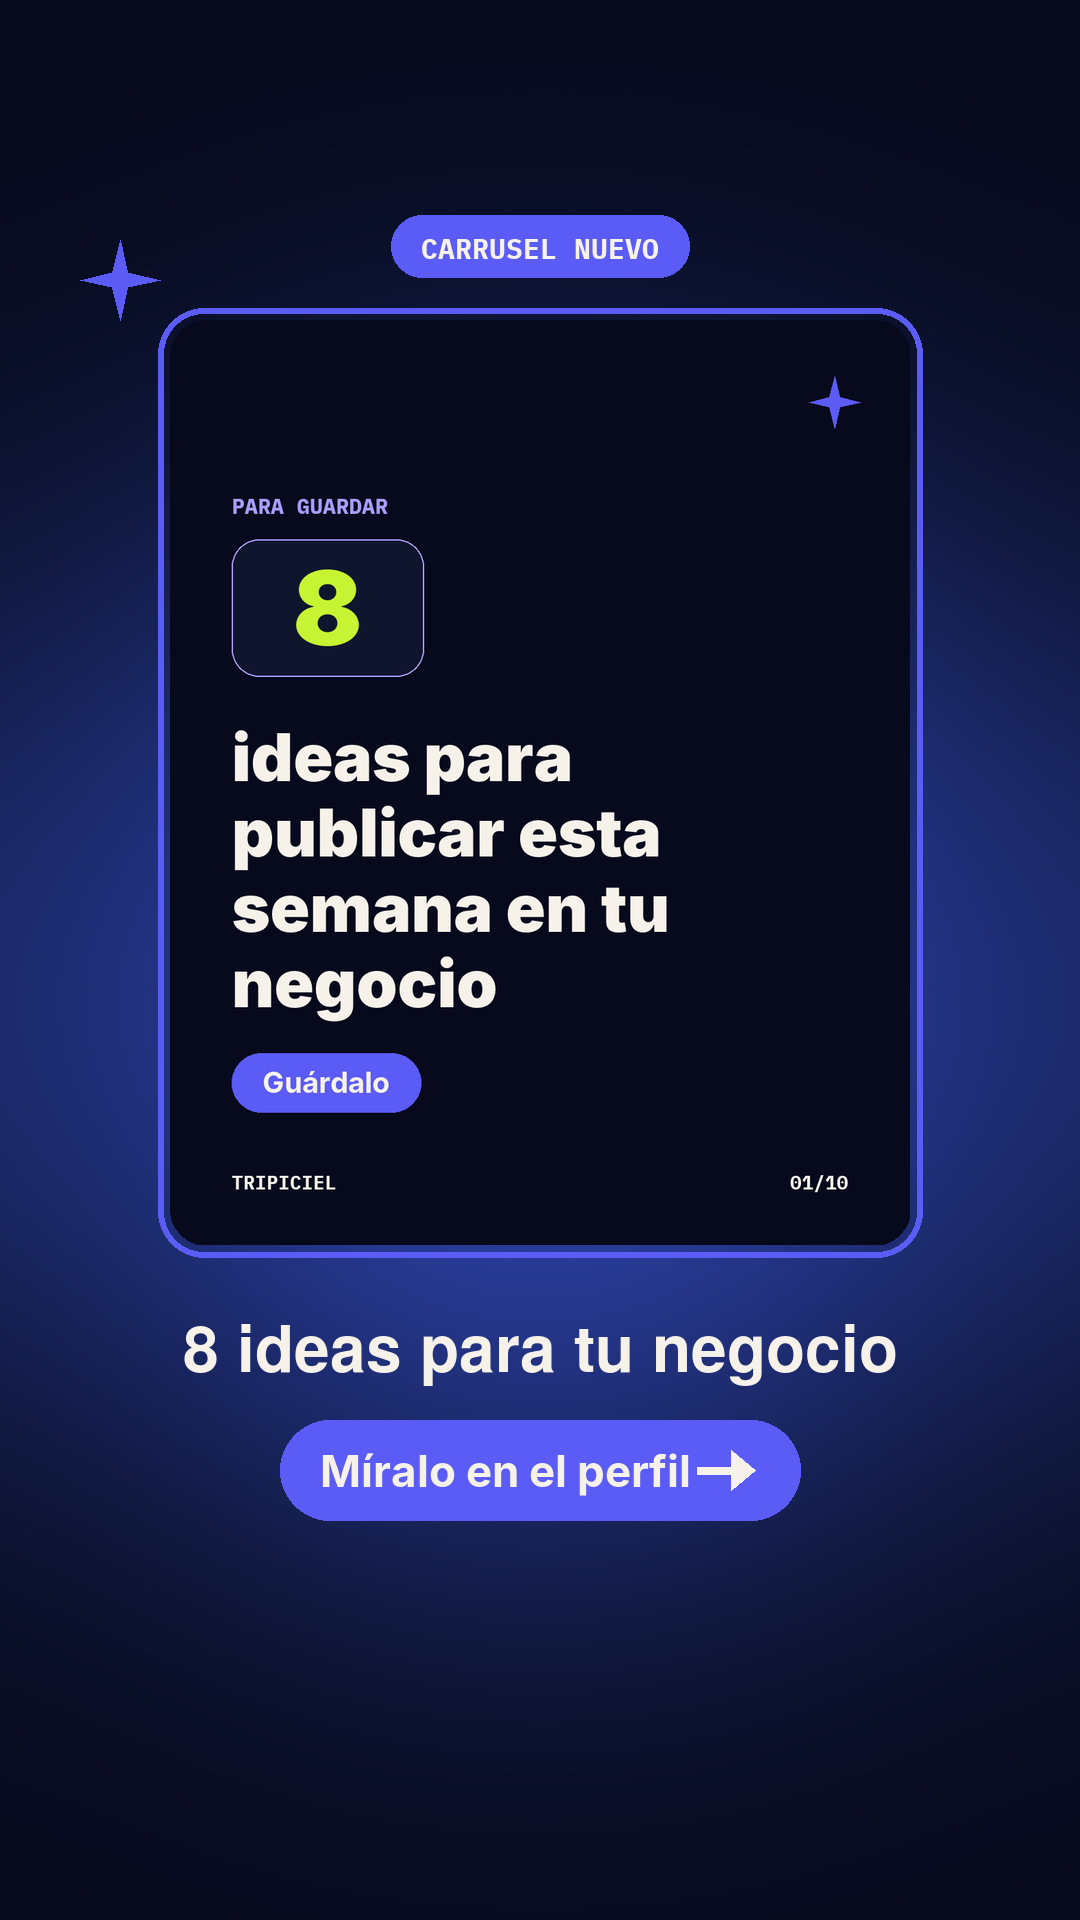 CARRUSEL NUEVO
PARA GUARDAR
8
ideas para
publicar esta
semana en tu
negocio
Guárdalo
TRIPICIEL
01/10
8 ideas para tu negocio
Míralo en el perfil